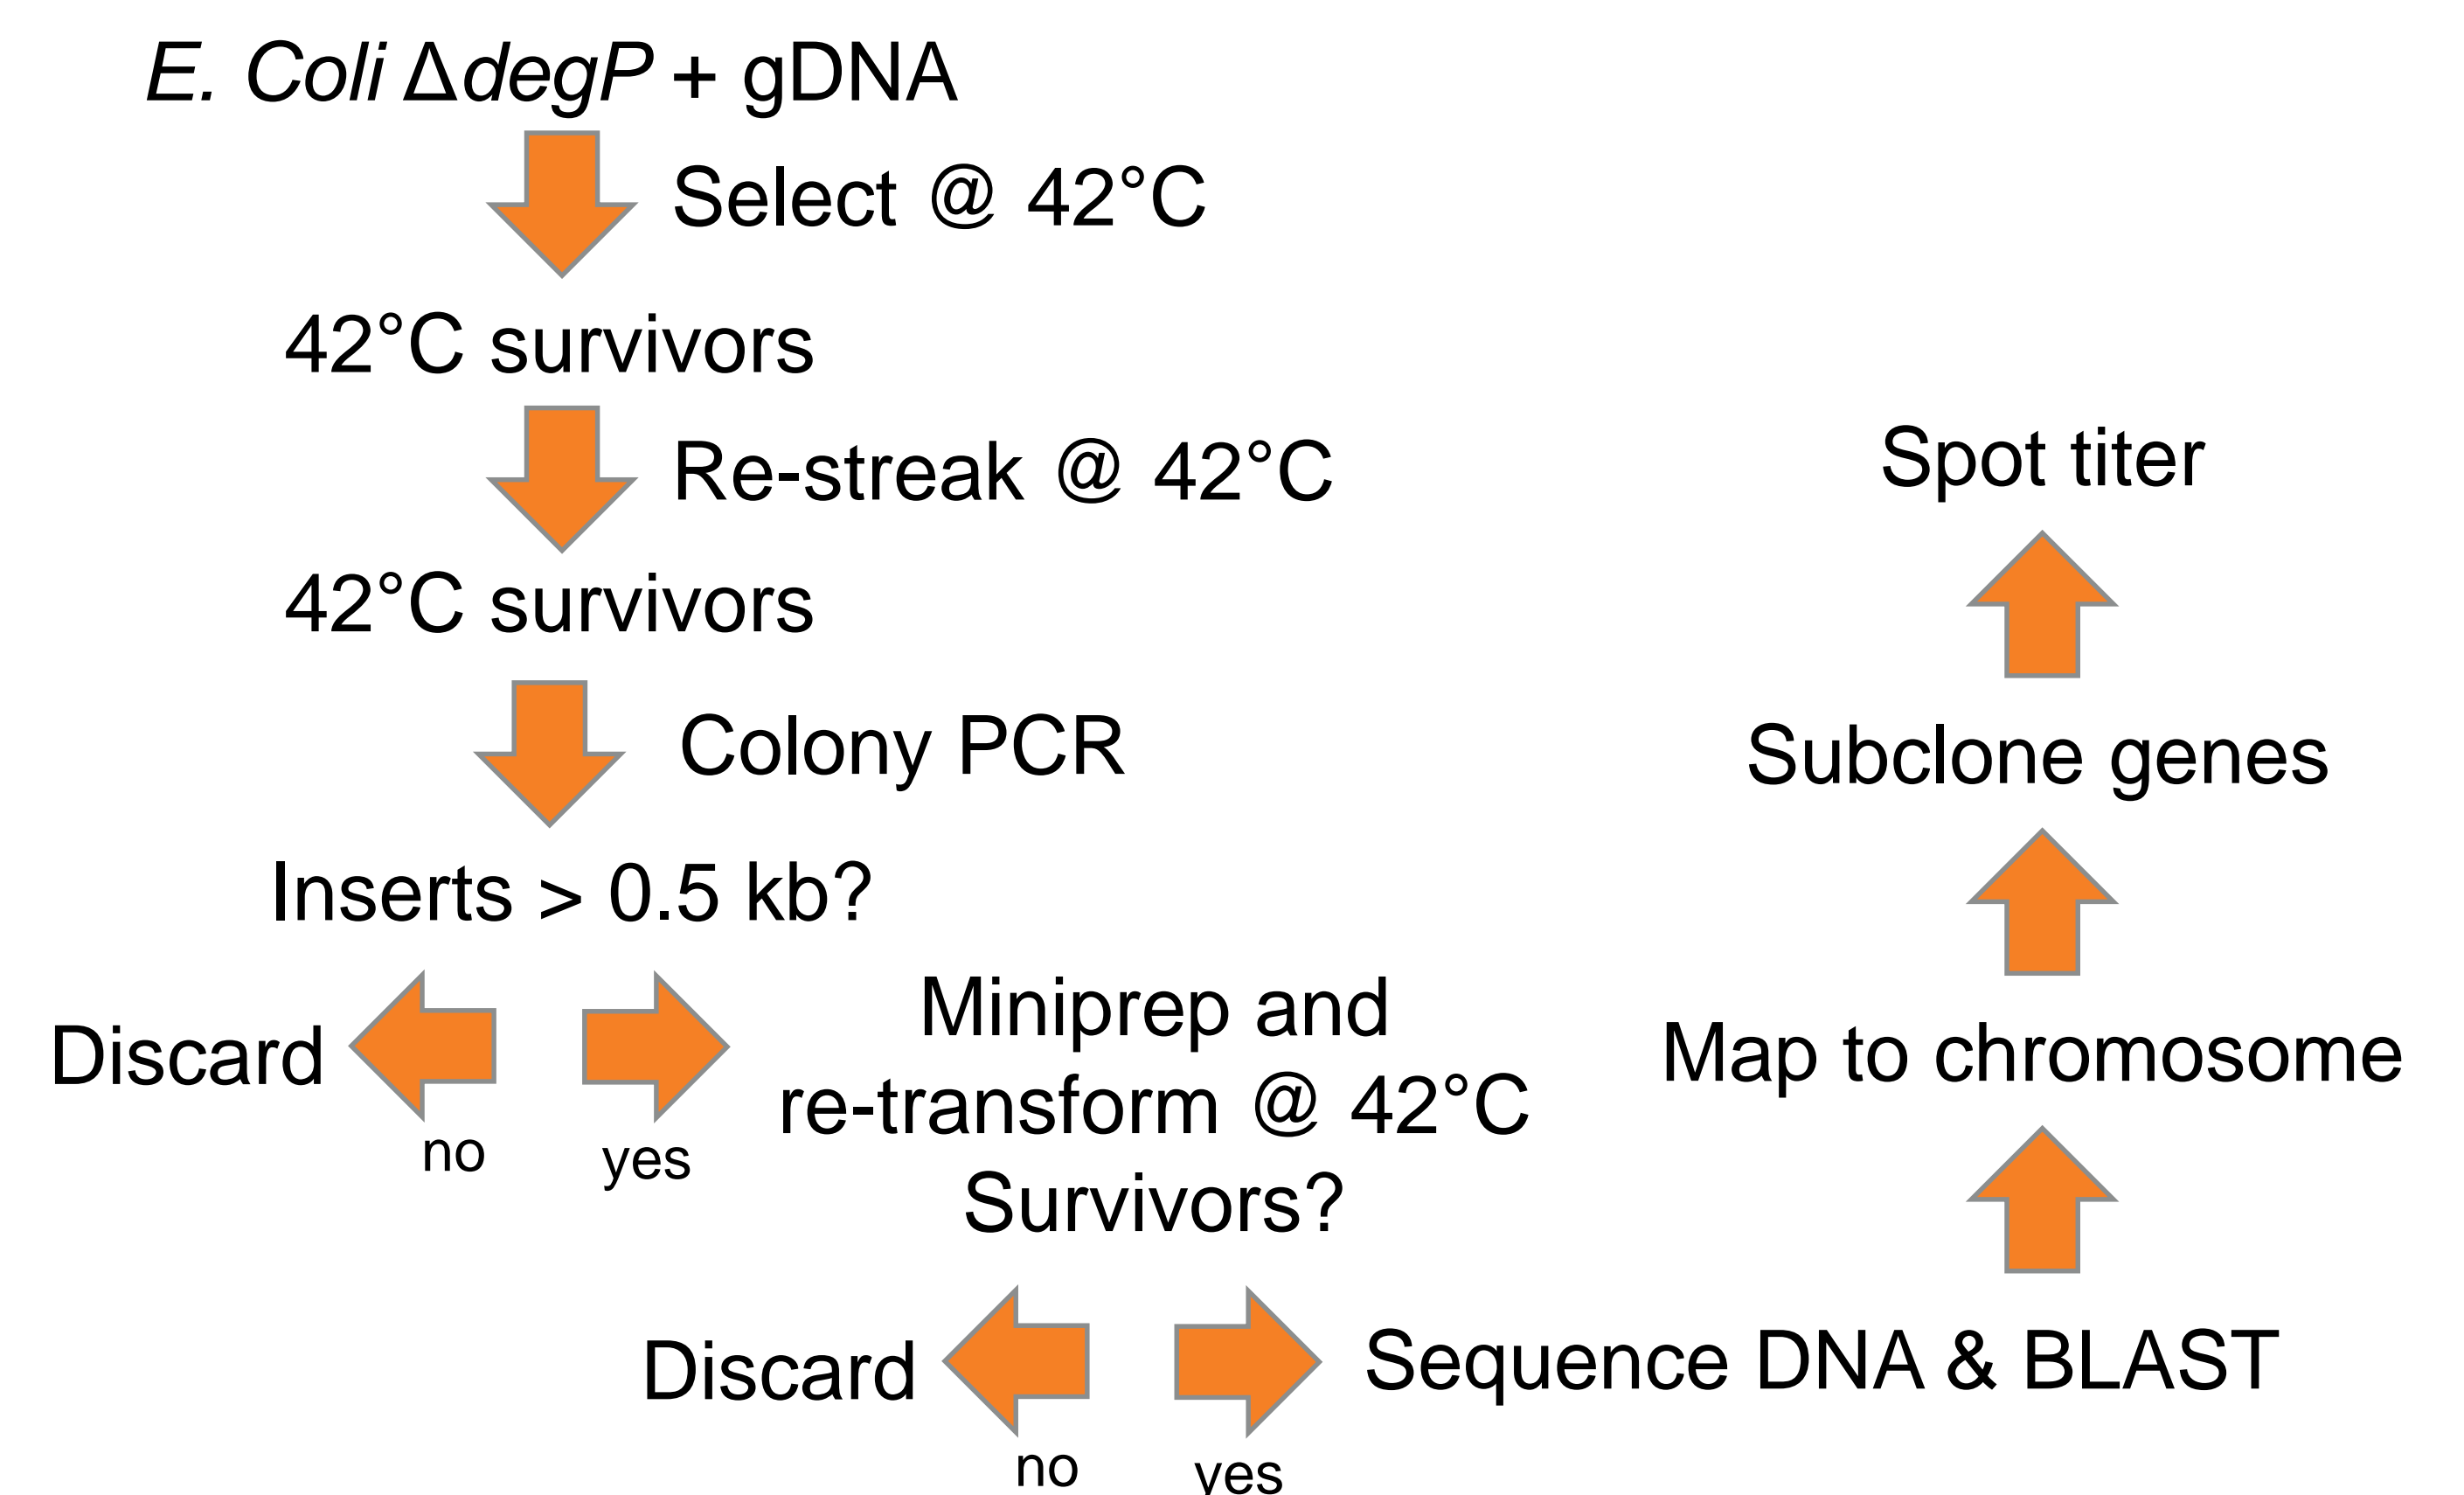 E. Coli ΔdegP + gDNA
Select @ 42°C
42°C survivors
Re-streak @ 42°C
42°C survivors
Colony PCR
Inserts > 0.5 kb?
Discard
no
yes
Miniprep and
re-transform @ 42°C
Survivors?
Discard
no
yes
Sequence DNA & BLAST
Map to chromosome
Subclone genes
Spot titer